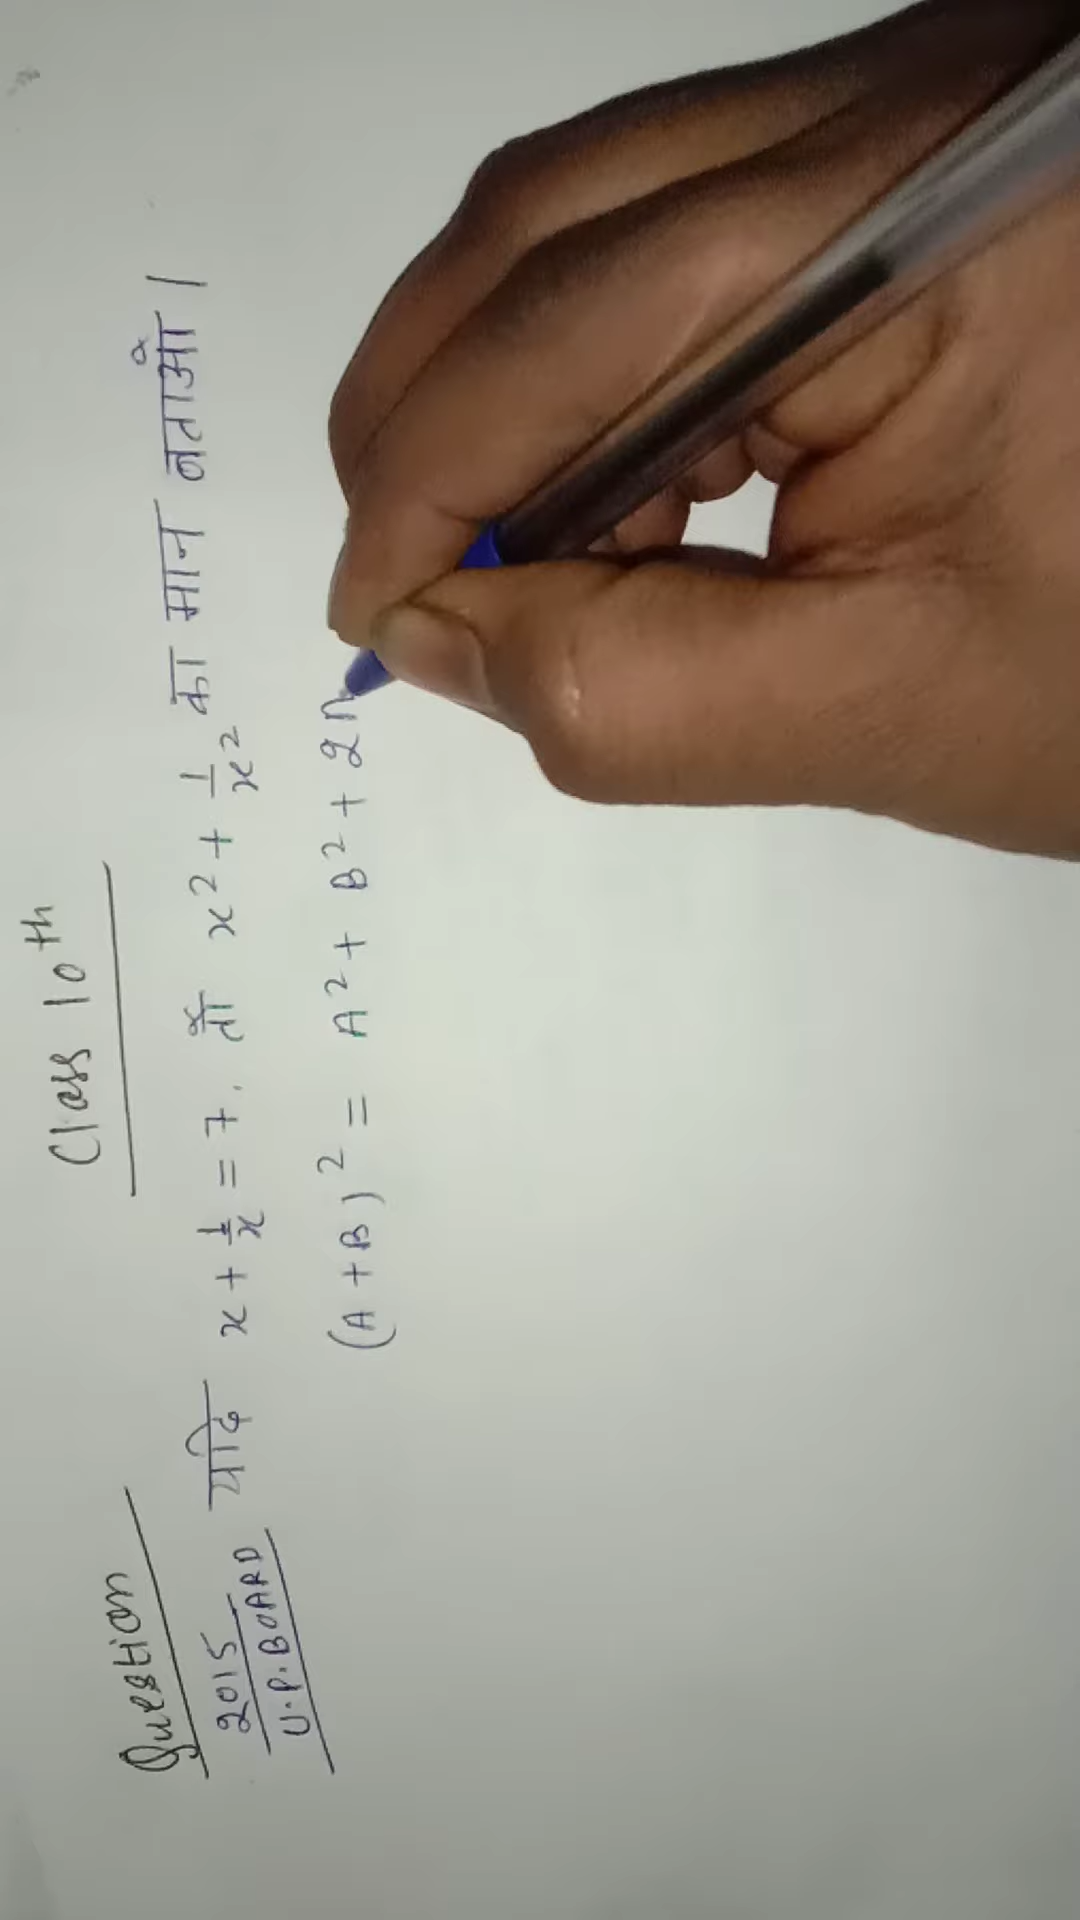 Class 10th
Question
2015
U.P. BOARD
यदि x + 1/x = 7. तो x² + 1/x² का मान बताओ।
(A + B)² = A² + B² + 2